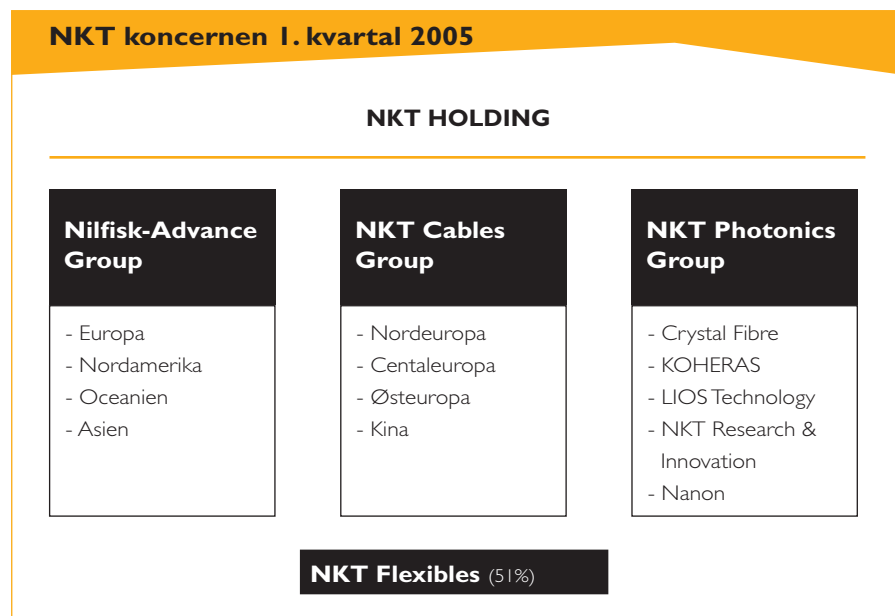 NKT koncernen 1. kvartal 2005
NKT HOLDING
Nilfisk-Advance
Group
- Europa
- Nordamerika
- Oceanien
- Asien
NKT Cables
Group
- Nordeuropa
- Centaleuropa
- Østeuropa
- Kina
NKT Photonics
Group
- Crystal Fibre
- KOHERAS
- LIOS Technology
- NKT Research &
Innovation
- Nanon
NKT Flexibles (51%)